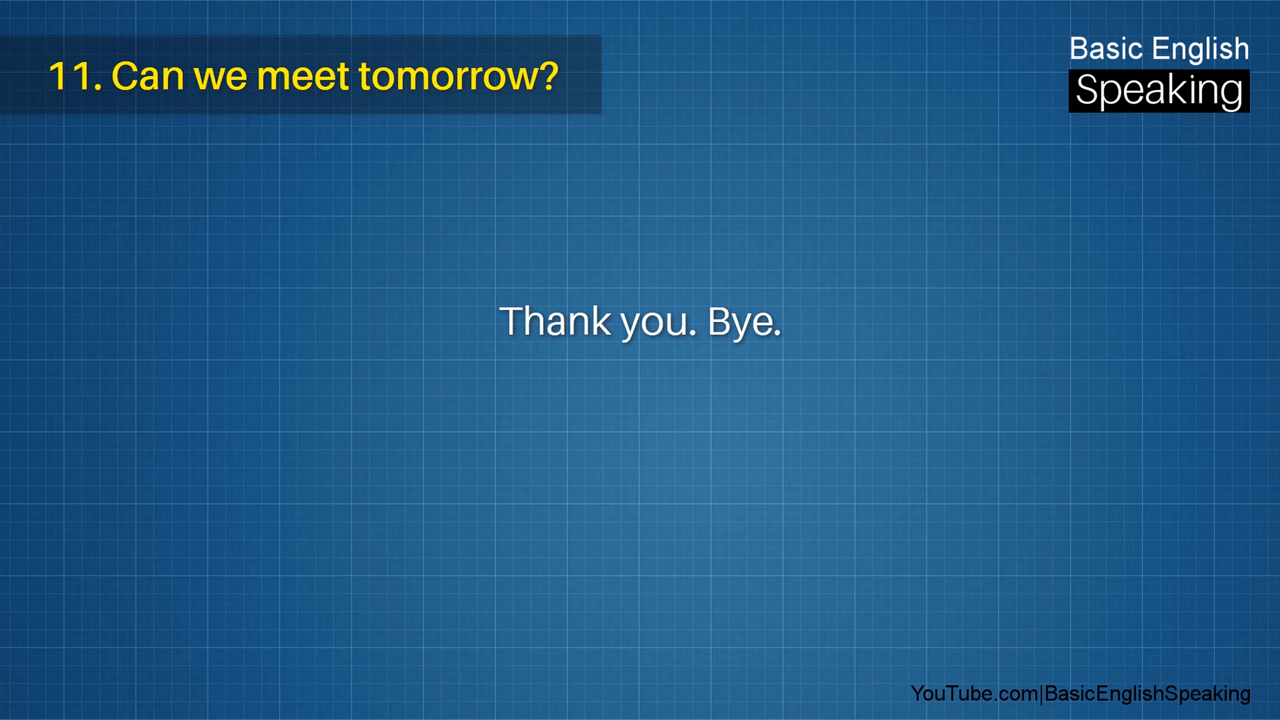 11. Can we meet tomorrow?
Basic English
Speaking
Thank you. Bye.
YouTube.com|BasicEnglishSpeaking